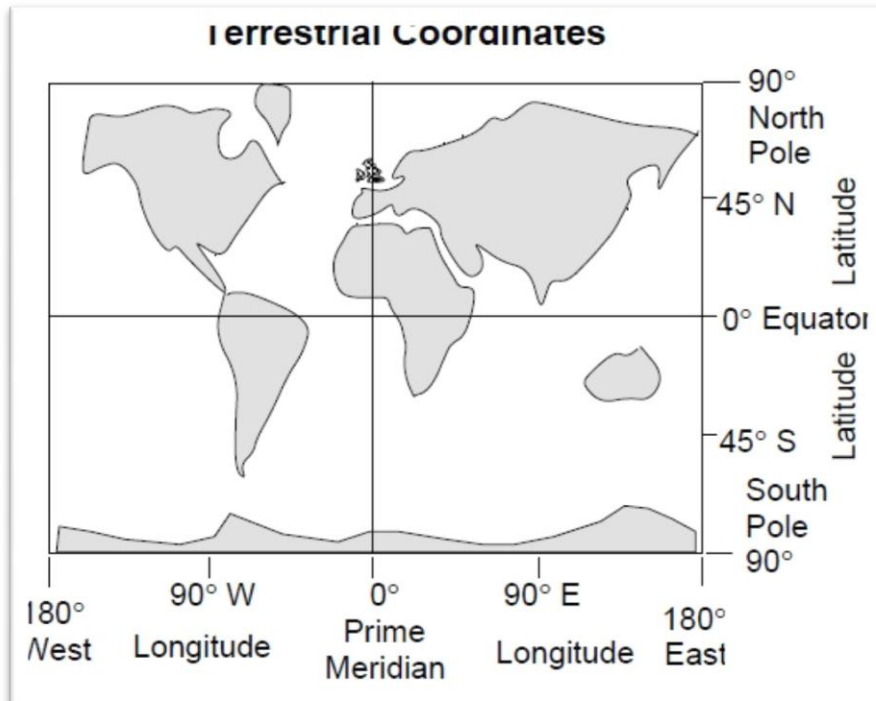 Terrestrial Coordinates
90°
North
Pole
45° N
Latitude
0° Equator
Latitude
45° S
South
Pole
90°
180°
West
90° W
Longitude
0°
Prime
Meridian
90° E
Longitude
180°
East